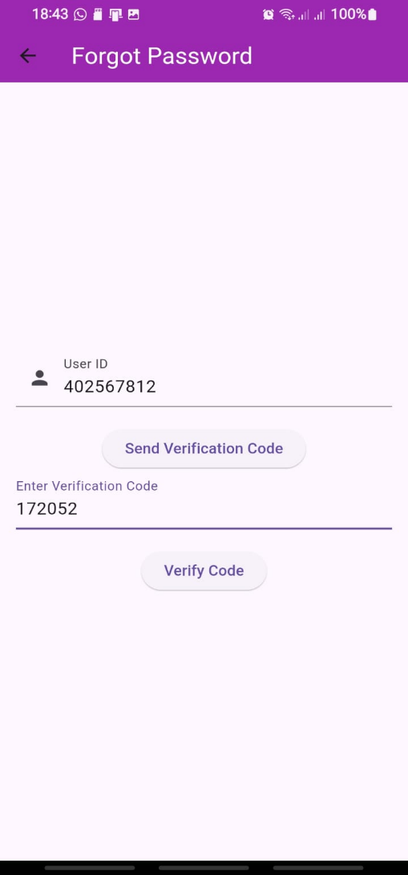 18:43 100%
Forgot Password
User ID
402567812
Send Verification Code
Enter Verification Code
172052
Verify Code